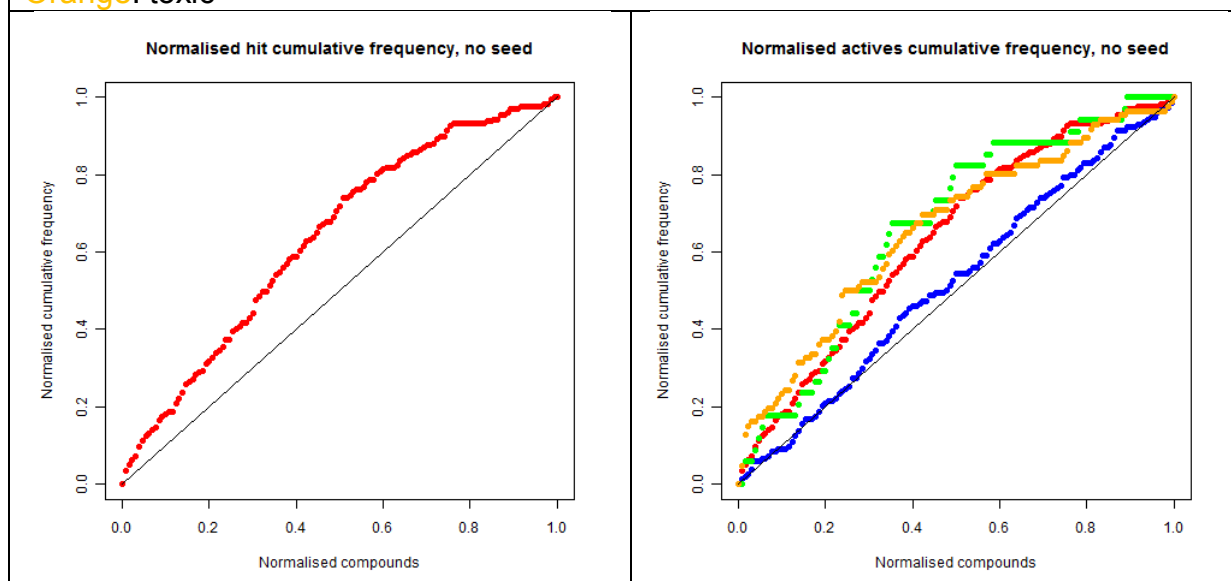 Orange: toxic
Normalised hit cumulative frequency, no seed
Normalised cumulative frequency
1.0
0.8
0.6
0.4
0.2
0.0
0.0 0.2 0.4 0.6 0.8 1.0
Normalised compounds
Normalised actives cumulative frequency, no seed
Normalised cumulative frequency
1.0
0.8
0.6
0.4
0.2
0.0
0.0 0.2 0.4 0.6 0.8 1.0
Normalised compounds